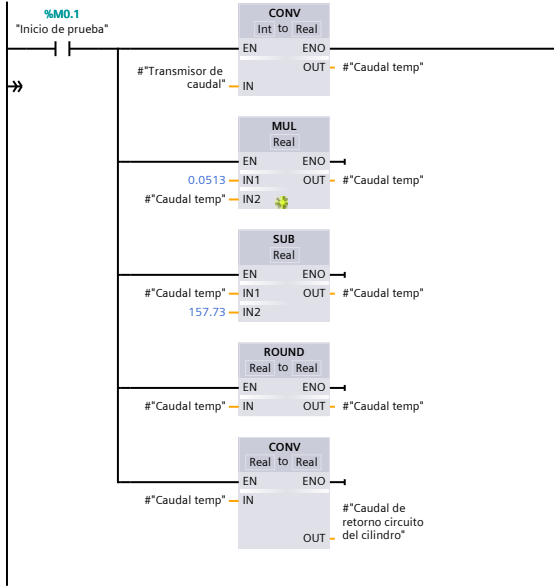 %M0.1
"Inicio de prueba"
CONV
Int to Real
EN ENO
#"Transmisor de
caudal" IN
OUT #"Caudal temp"
MUL
Real
EN ENO
0.0513 IN1 OUT #"Caudal temp"
#"Caudal temp" IN2
SUB
Real
EN ENO
#"Caudal temp" IN1 OUT #"Caudal temp"
157.73 IN2
ROUND
Real to Real
EN ENO
#"Caudal temp" IN OUT #"Caudal temp"
CONV
Real to Real
EN ENO
#"Caudal temp" IN
#"Caudal de
retorno circuito
OUT del cilindro"